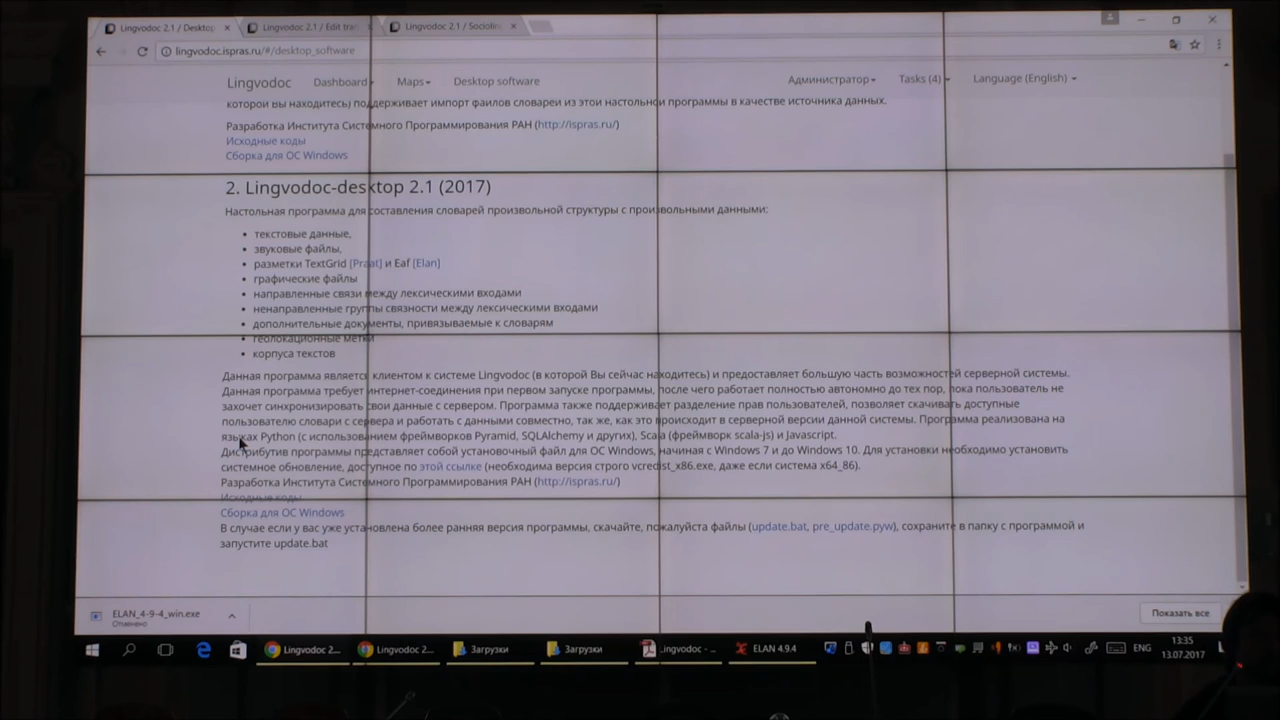 Lingvodoc 2.1 / Desktop
Lingvodoc 2.1 / Edit tran
Lingvodoc 2.1 / Sociolin
lingvodoc.ispras.ru/#/desktop_software
Lingvodoc Dashboard Maps Desktop software Администратор Tasks (4) Language (English)
которой вы находитесь) поддерживает импорт файлов словарей из этой настольной программы в качестве источника данных.
Разработка Института Системного Программирования РАН (http://ispras.ru/)
Исходные коды
Сборка для ОС Windows
2. Lingvodoc-desktop 2.1 (2017)
Настольная программа для составления словарей произвольной структуры с произвольными данными:
• текстовые данные,
• звуковые файлы,
• разметки TextGrid [Praat] и Eaf [Elan]
• графические файлы
• направленные связи между лексическими входами
• ненаправленные группы связности между лексическими входами
• дополнительные документы, привязываемые к словарям
• геолокационные метки
• корпуса текстов
Данная программа является клиентом к системе Lingvodoc (в которой Вы сейчас находитесь) и предоставляет большую часть возможностей серверной системы.
Данная программа требует интернет-соединения при первом запуске программы, после чего работает полностью автономно до тех пор, пока пользователь не
захочет синхронизировать свои данные с сервером. Программа также поддерживает разделение прав пользователей, позволяет скачивать доступные
пользователю словари с сервера и работать с данными совместно, так же, как это происходит в серверной версии данной системы. Программа реализована на
языках Python (с использованием фреймворков Pyramid, SQLAlchemy и других), Scala (фреймворк scala-js) и Javascript.
Дистрибутив программы представляет собой установочный файл для ОС Windows, начиная с Windows 7 и до Windows 10. Для установки необходимо установить
системное обновление, доступное по этой ссылке (необходима версия строго vcredist_x86.exe, даже если система x64_86).
Разработка Института Системного Программирования РАН (http://ispras.ru/)
Исходные коды
Сборка для ОС Windows
В случае если у вас уже установлена более ранняя версия программы, скачайте, пожалуйста файлы (update.bat, pre_update.pyw), сохраните в папку с программой и
запустите update.bat
ELAN_4-9-4_win.exe
Отменено
Показать все
Lingvodoc 2... Lingvodoc 2... Загрузки Загрузки Lingvodoc - ... ELAN 4.9.4 ENG 13:35
13.07.2017